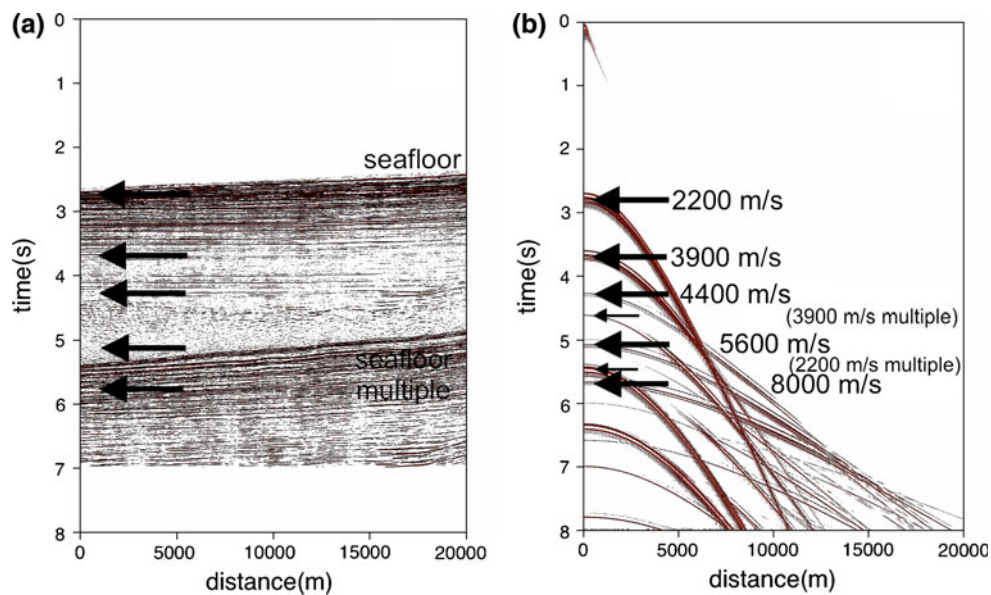 (a)
time(s)
0
1
2
3
4
5
6
7
8
seafloor
seafloor
multiple
0
5000
10000
15000
20000
distance(m)
(b)
time(s)
0
1
2
3
4
5
6
7
8
2200 m/s
3900 m/s
4400 m/s
(3900 m/s multiple)
5600 m/s
(2200 m/s multiple)
8000 m/s
0
5000
10000
15000
20000
distance(m)